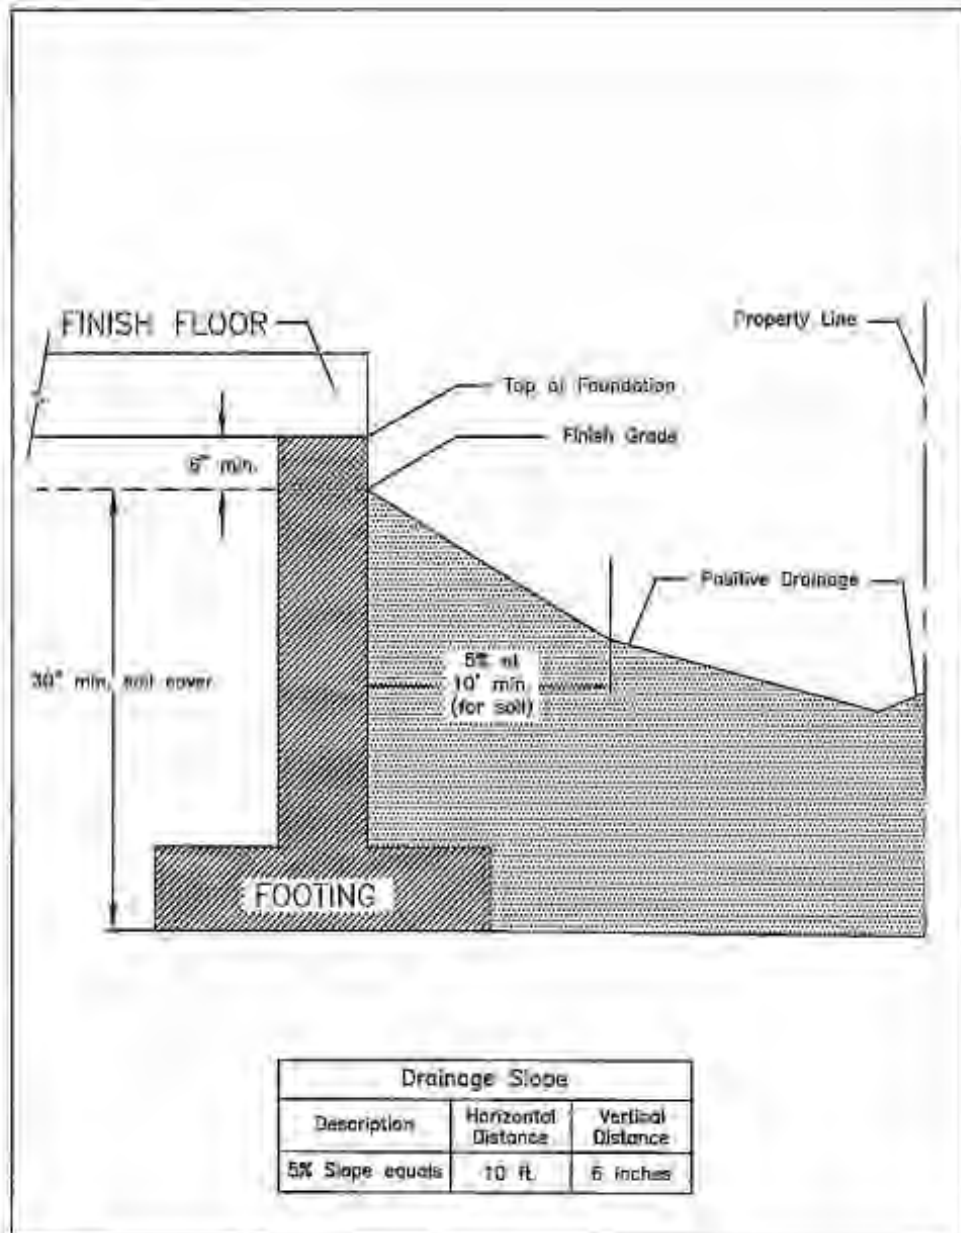 FINISH FLOOR
Property Line
Top of Foundation
Finish Grade
6" min.
Positive Drainage
5% at
10' min.
(for soil)
30" min. soil cover
FOOTING
Drainage Slope
Description
Horizontal
Distance
Vertical
Distance
5% Slope equals
10 ft.
6 inches